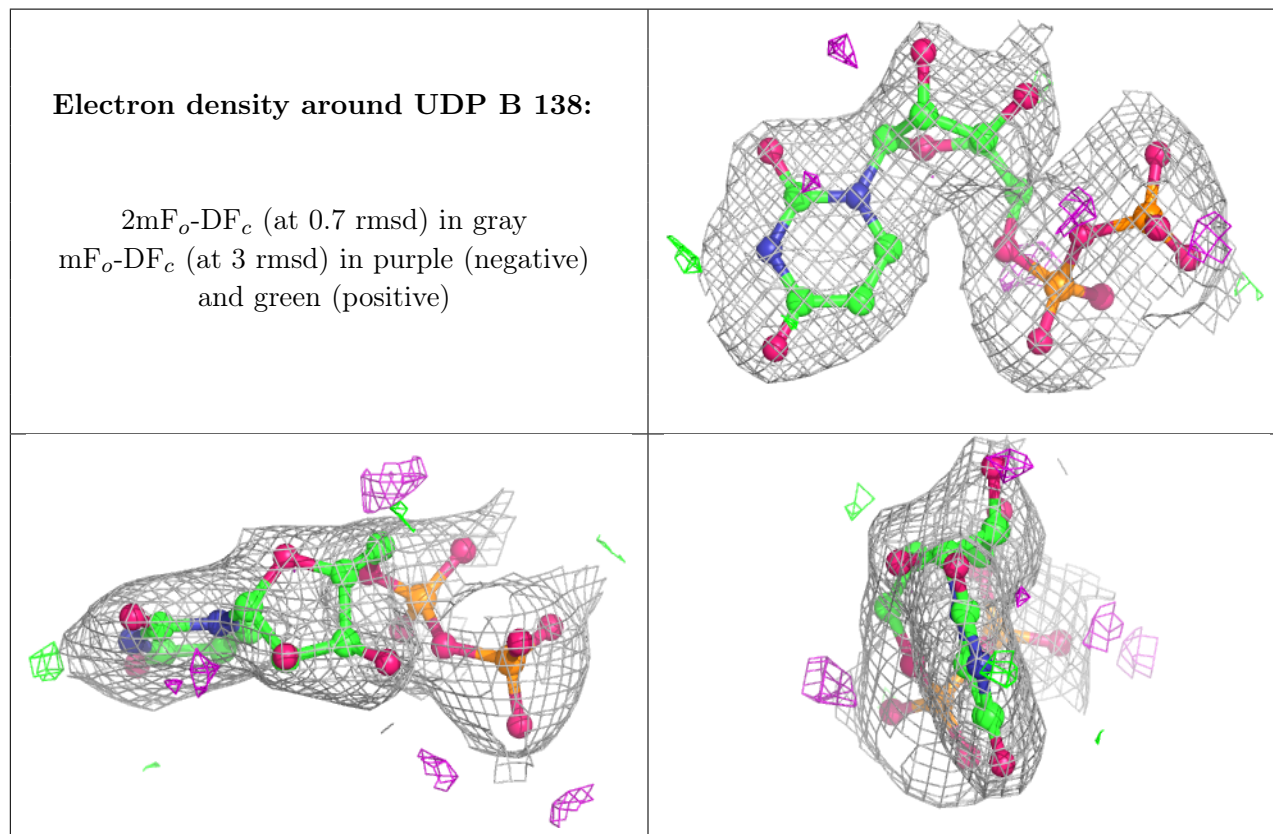 Electron density around UDP B 138:
2mFₒ-DF𝒸 (at 0.7 rmsd) in gray
mFₒ-DF𝒸 (at 3 rmsd) in purple (negative)
and green (positive)